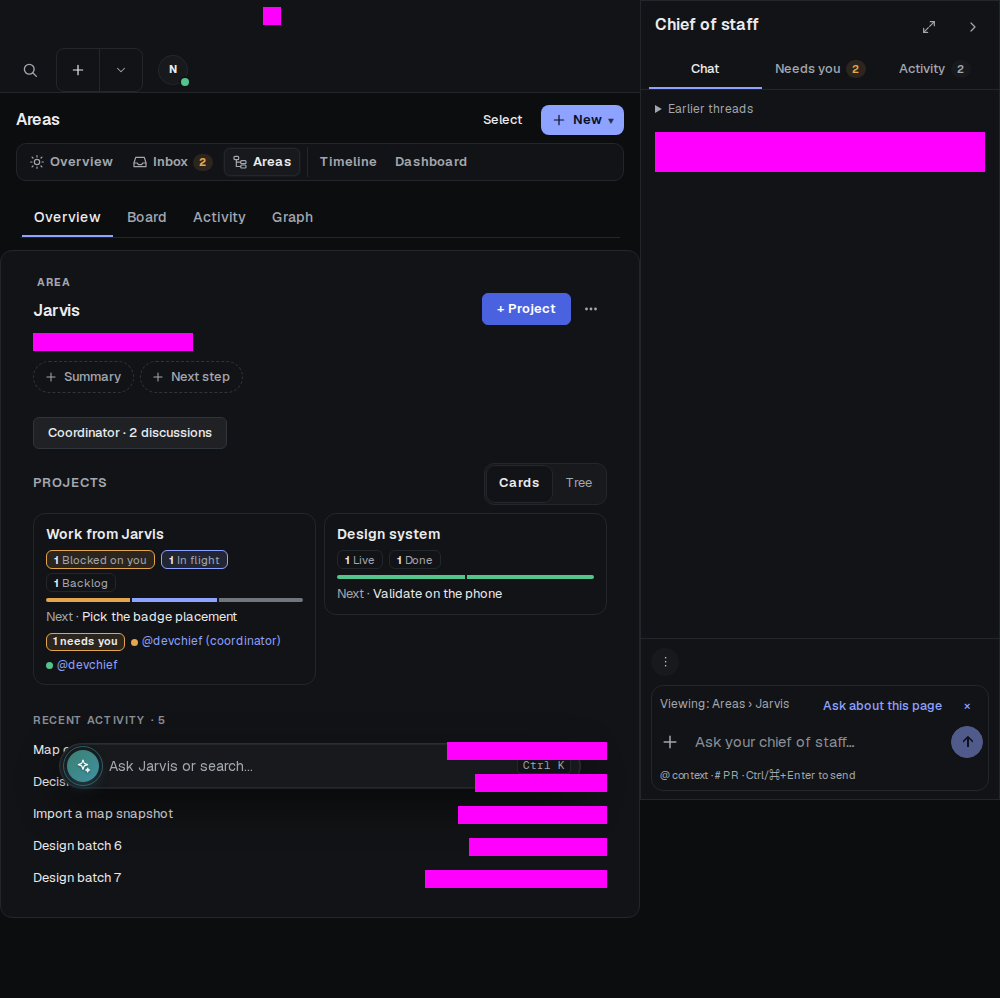 N
Areas
Select
+ New ▾
Overview
Inbox 2
Areas
Timeline
Dashboard
Overview
Board
Activity
Graph
AREA
Jarvis
+ Project
...
+ Summary
+ Next step
Coordinator · 2 discussions
PROJECTS
Cards
Tree
Work from Jarvis
1 Blocked on you
1 In flight
1 Backlog
Next · Pick the badge placement
1 needs you
@devchief (coordinator)
@devchief
Design system
1 Live
1 Done
Next · Validate on the phone
RECENT ACTIVITY · 5
Map
Ask Jarvis or search...
Ctrl K
Import a map snapshot
Design batch 6
Design batch 7
Chief of staff
Chat
Needs you 2
Activity 2
Earlier threads
Viewing: Areas › Jarvis
Ask about this page
×
Ask your chief of staff...
@ context · # PR · Ctrl/⌘+Enter to send